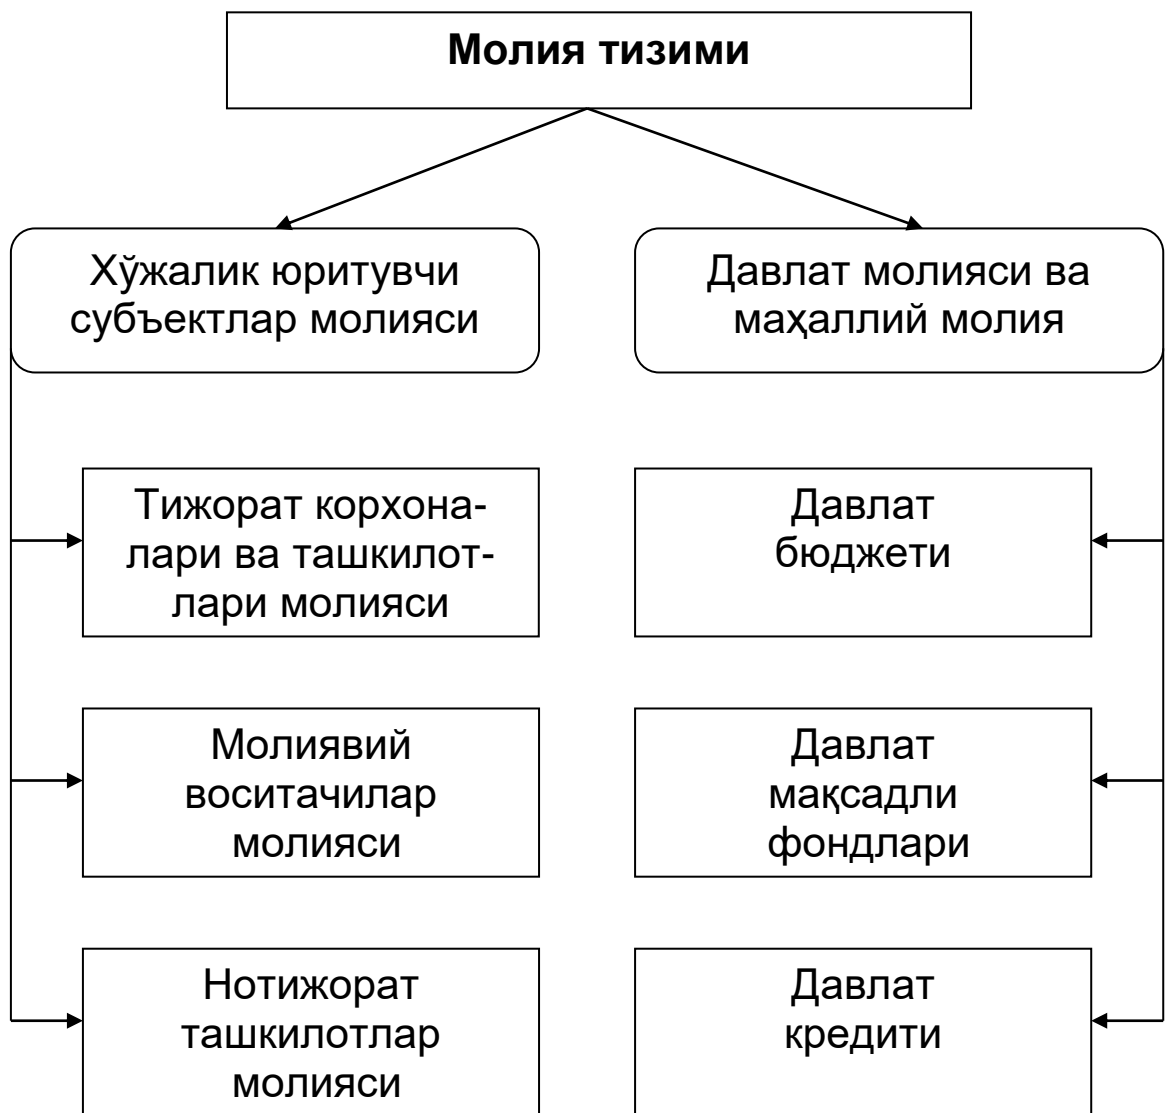 Молия тизими
Хўжалик юритувчи
субъектлар молияси
Давлат молияси ва
маҳаллий молия
Тижорат корхона-
лари ва ташкилот-
лари молияси
Давлат
бюджети
Молиявий
воситачилар
молияси
Давлат
мақсадли
фондлари
Нотижорат
ташкилотлар
молияси
Давлат
кредити